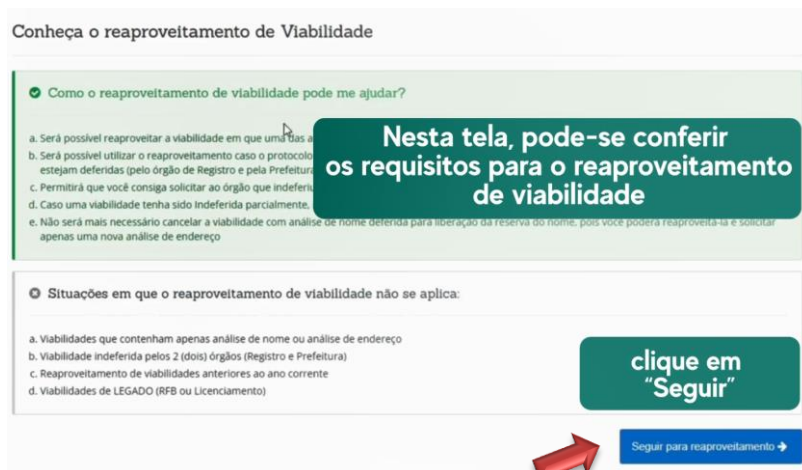 Conheça o reaproveitamento de Viabilidade
Como o reaproveitamento de viabilidade pode me ajudar?
a. Será possível reaproveitar a viabilidade em que uma das a
b. Será possível utilizar o reaproveitamento caso o protocolo
estejam deferidas (pelo órgão de Registro e pela Prefeitura
c. Permitirá que você consiga solicitar ao órgão que indeferiu
d. Caso uma viabilidade tenha sido Indeferida parcialmente,
e. Não será mais necessário cancelar a viabilidade com análise de nome deferida para liberação da reserva do nome, pois você poderá reaproveitá-la e solicitar
apenas uma nova análise de endereço
Nesta tela, pode-se conferir
os requisitos para o reaproveitamento
de viabilidade
Situações em que o reaproveitamento de viabilidade não se aplica:
a. Viabilidades que contenham apenas análise de nome ou análise de endereço
b. Viabilidade indeferida pelos 2 (dois) órgãos (Registro e Prefeitura)
c. Reaproveitamento de viabilidades anteriores ao ano corrente
d. Viabilidades de LEGADO (RFB ou Licenciamento)
clique em
"Seguir"
Seguir para reaproveitamento →